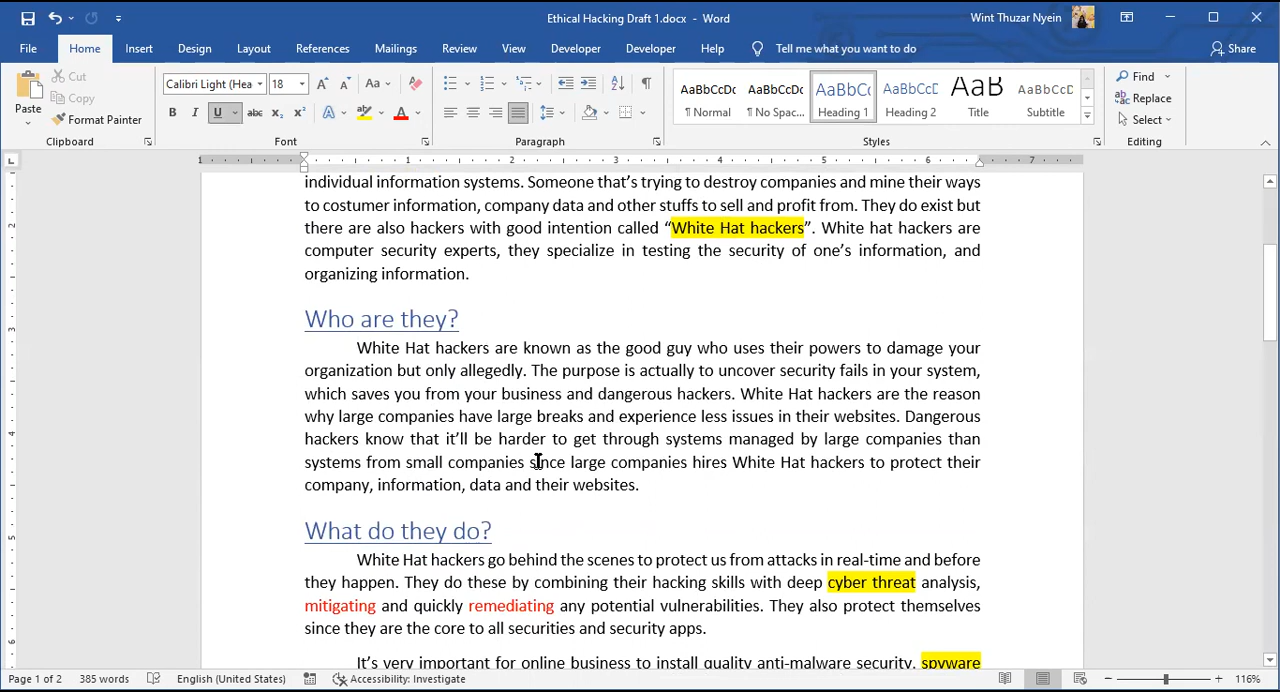 Ethical Hacking Draft 1.docx - Word
Wint Thuzar Nyein
File Home Insert Design Layout References Mailings Review View Developer Developer Help Tell me what you want to do Share
Paste
Cut
Copy
Format Painter
Clipboard
Calibri Light (Hea 18
Font
Paragraph
AaBbCcDc ¶ Normal
AaBbCcDc ¶ No Spac...
AaBbCc Heading 1
AaBbCcD Heading 2
AaB Title
AaBbCcD Subtitle
Styles
Find
Replace
Select
Editing
1 1 2 3 4 5 6 7
individual information systems. Someone that’s trying to destroy companies and mine their ways
to costumer information, company data and other stuffs to sell and profit from. They do exist but
there are also hackers with good intention called “White Hat hackers”. White hat hackers are
computer security experts, they specialize in testing the security of one’s information, and
organizing information.
Who are they?
White Hat hackers are known as the good guy who uses their powers to damage your
organization but only allegedly. The purpose is actually to uncover security fails in your system,
which saves you from your business and dangerous hackers. White Hat hackers are the reason
why large companies have large breaks and experience less issues in their websites. Dangerous
hackers know that it’ll be harder to get through systems managed by large companies than
systems from small companies since large companies hires White Hat hackers to protect their
company, information, data and their websites.
What do they do?
White Hat hackers go behind the scenes to protect us from attacks in real-time and before
they happen. They do these by combining their hacking skills with deep cyber threat analysis,
mitigating and quickly remediating any potential vulnerabilities. They also protect themselves
since they are the core to all securities and security apps.
It’s very important for online business to install quality anti-malware security, spyware
2
3
4
5
6
Page 1 of 2 385 words English (United States) Accessibility: Investigate 116%